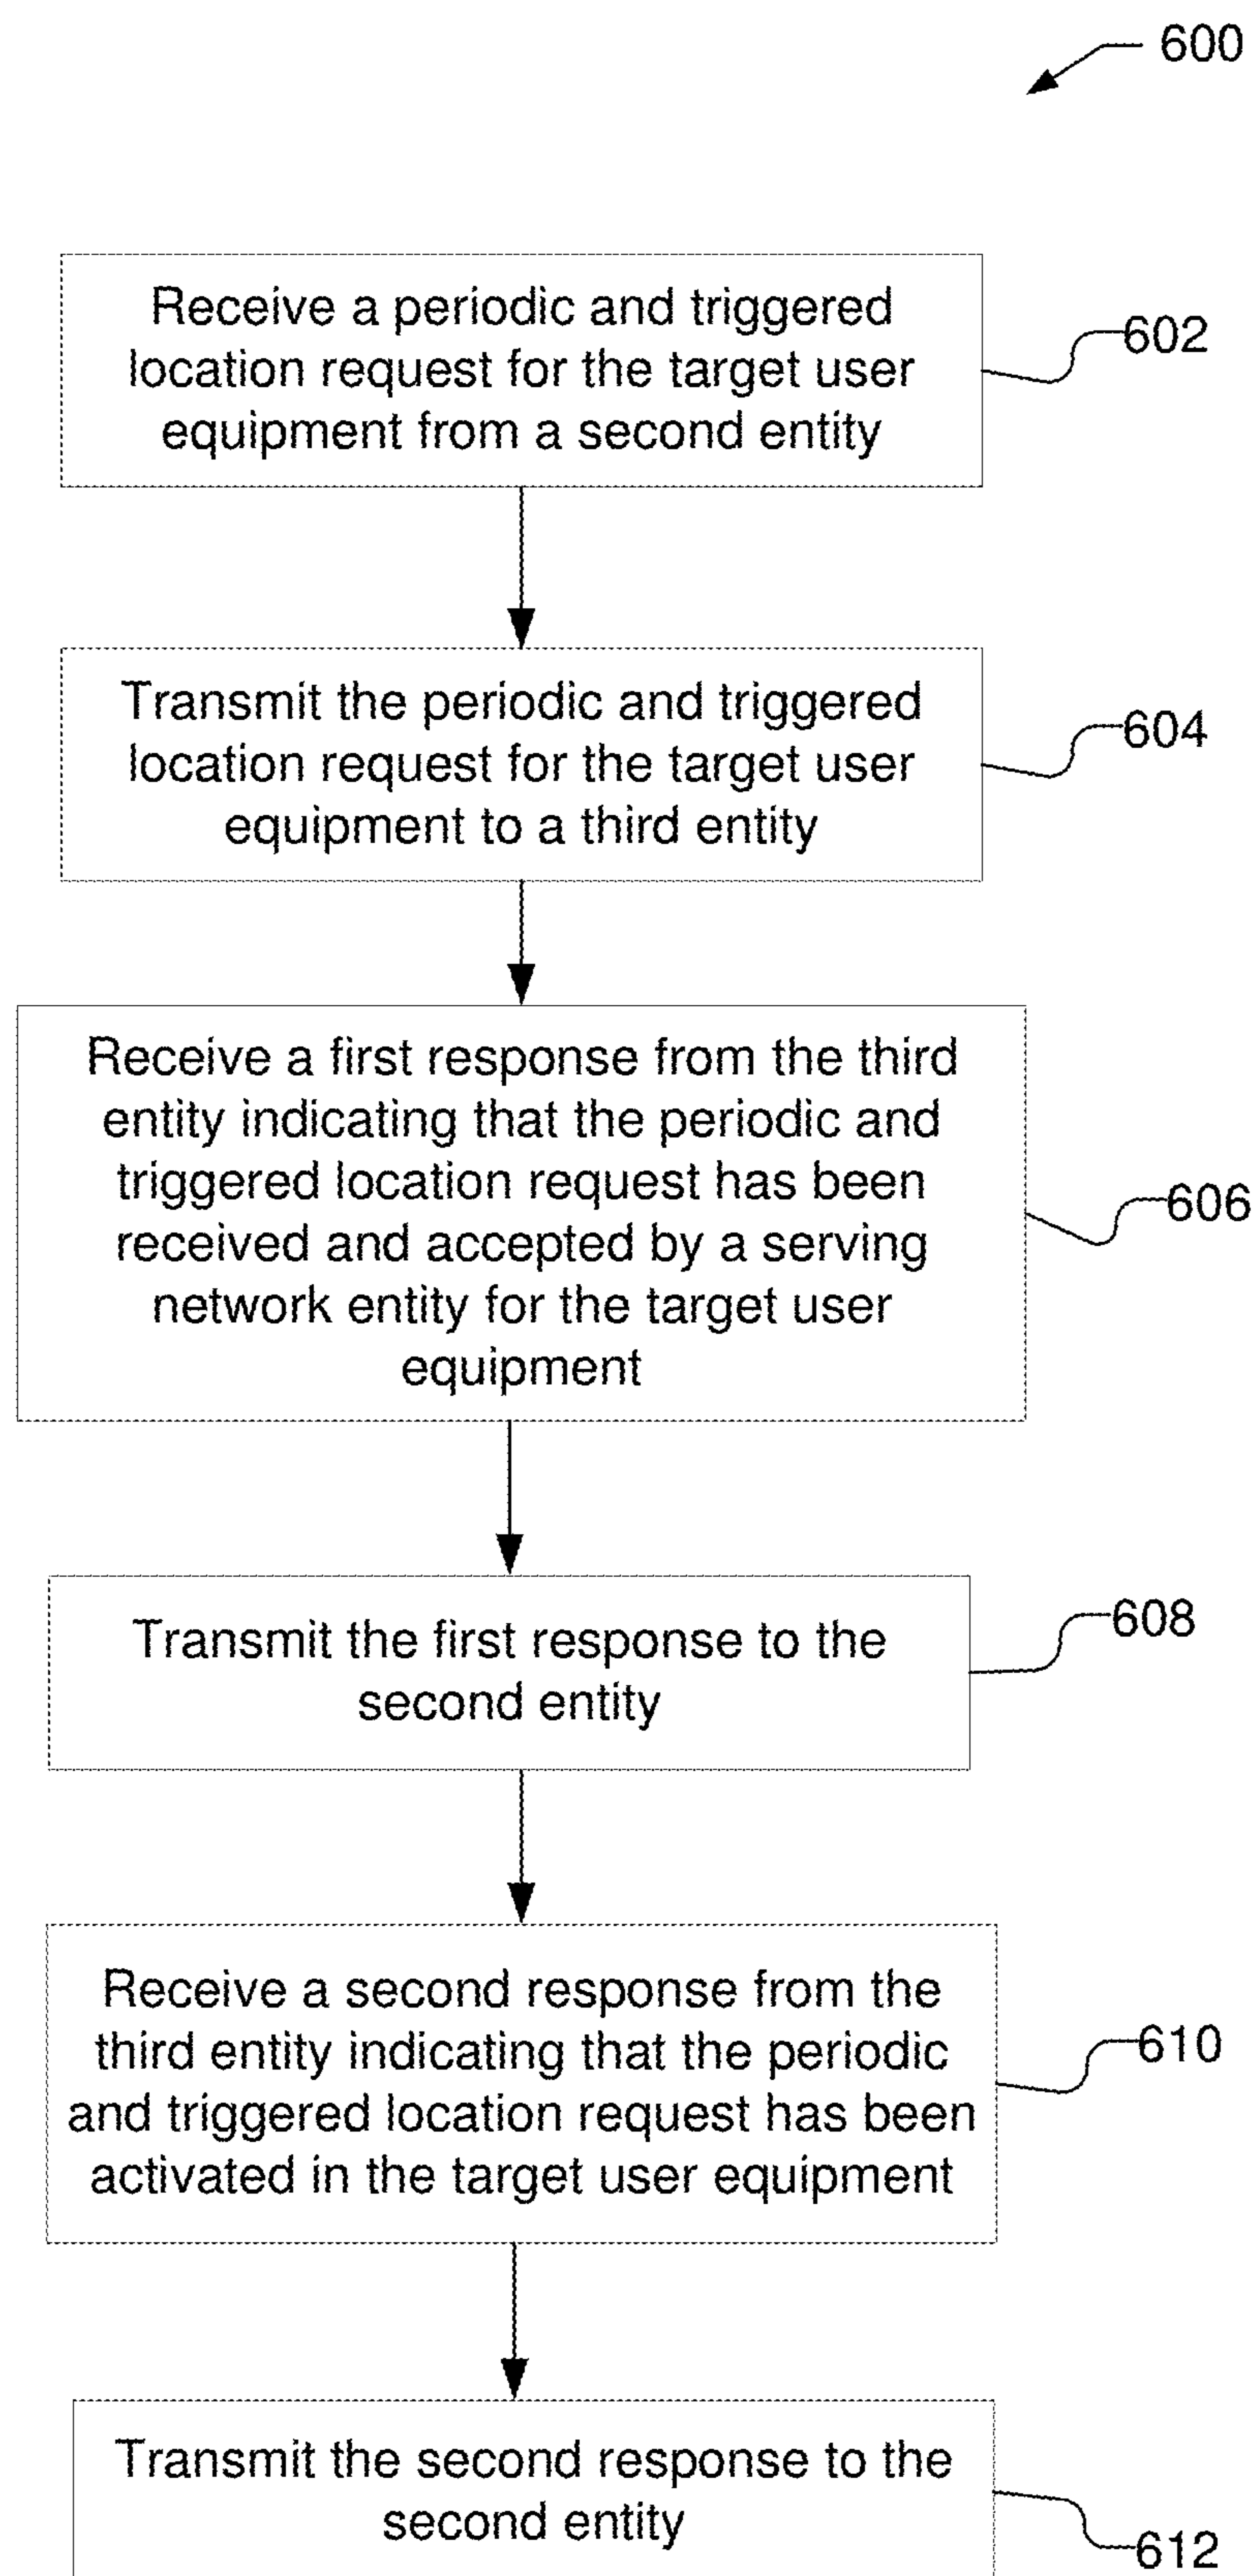 600
Receive a periodic and triggered
location request for the target user
equipment from a second entity
602
Transmit the periodic and triggered
location request for the target user
equipment to a third entity
604
Receive a first response from the third
entity indicating that the periodic and
triggered location request has been
received and accepted by a serving
network entity for the target user
equipment
606
Transmit the first response to the
second entity
608
Receive a second response from the
third entity indicating that the periodic
and triggered location request has been
activated in the target user equipment
610
Transmit the second response to the
second entity
612